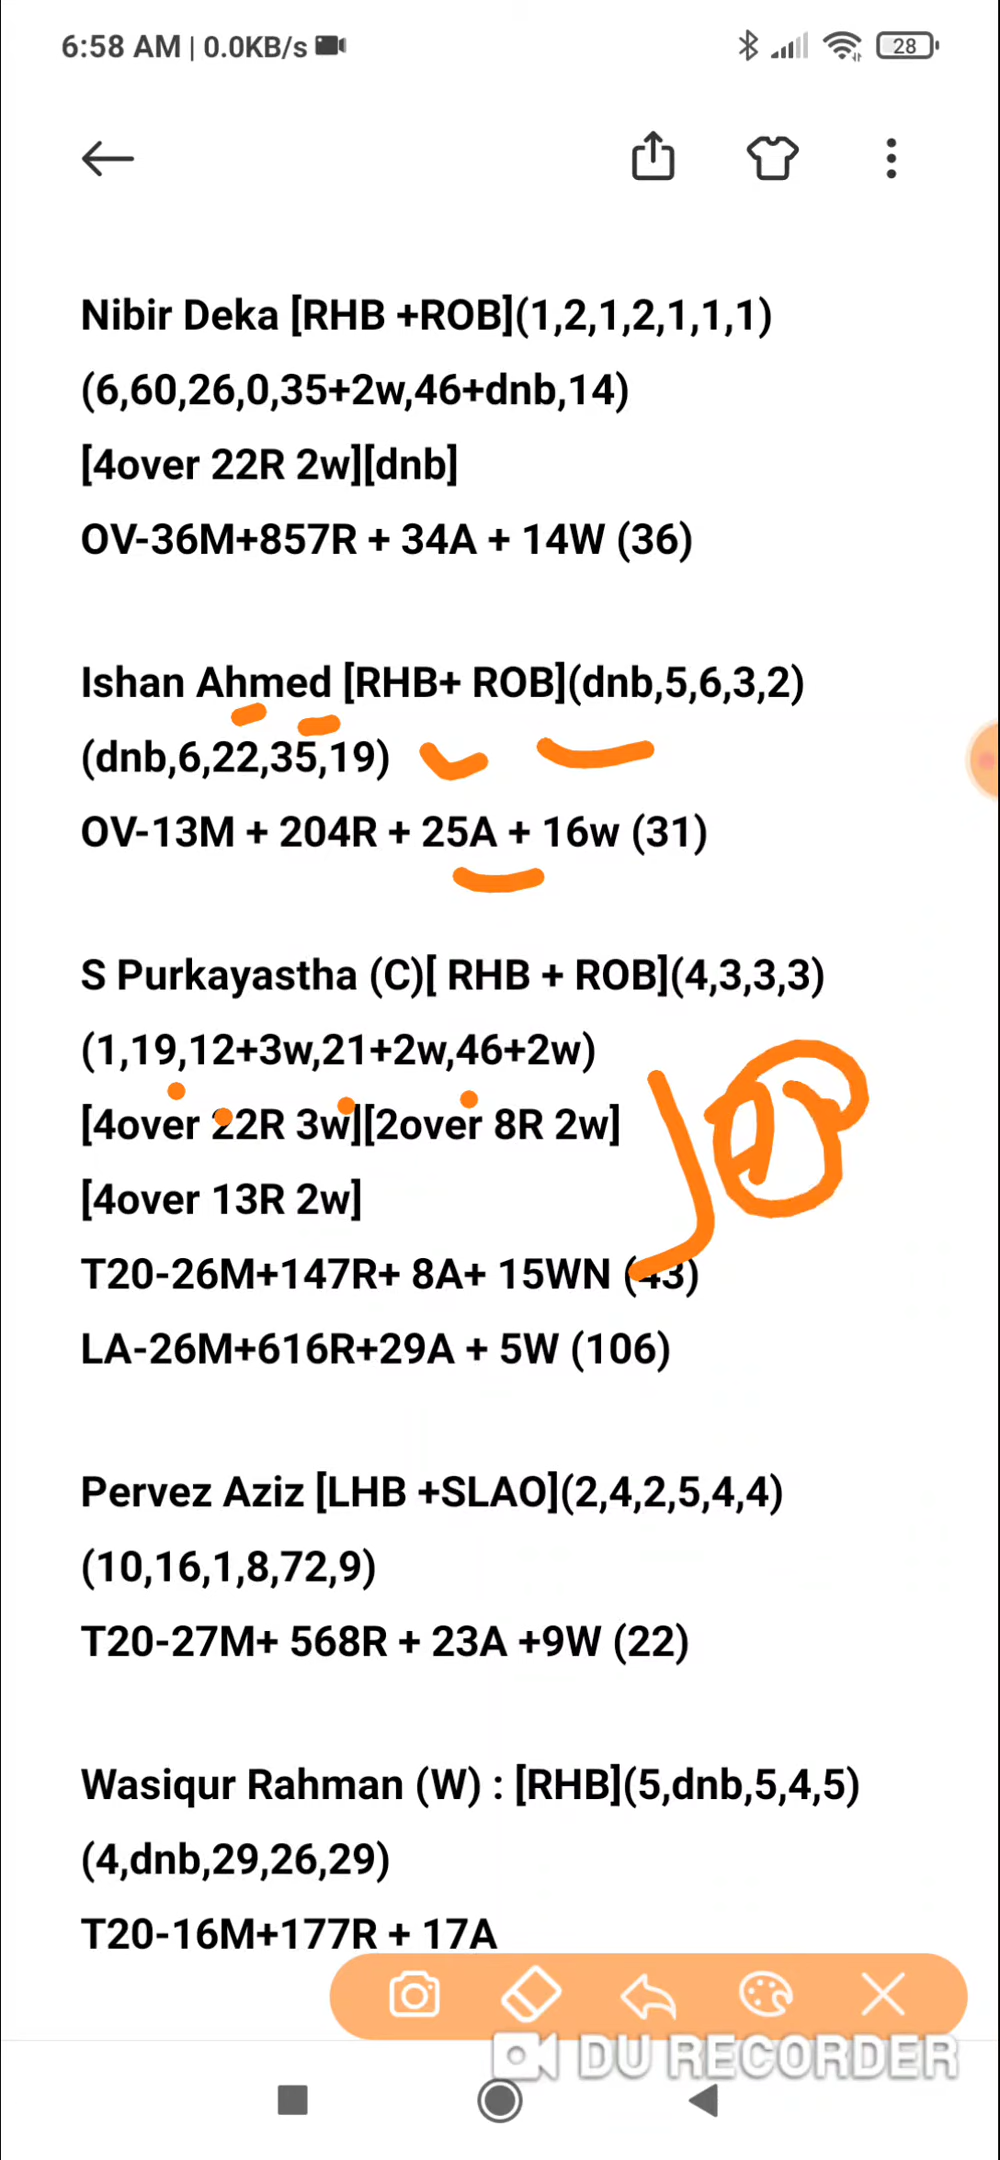 6:58 AM | 0.0KB/s
28
Nibir Deka [RHB +ROB](1,2,1,2,1,1,1)
(6,60,26,0,35+2w,46+dnb,14)
[4over 22R 2w][dnb]
OV-36M+857R + 34A + 14W (36)
Ishan Ahmed [RHB+ ROB](dnb,5,6,3,2)
(dnb,6,22,35,19)
OV-13M + 204R + 25A + 16w (31)
S Purkayastha (C)[ RHB + ROB](4,3,3,3)
(1,19,12+3w,21+2w,46+2w)
[4over 22R 3w][2over 8R 2w]
[4over 13R 2w]
T20-26M+147R+ 8A+ 15WN (43)
LA-26M+616R+29A + 5W (106)
Pervez Aziz [LHB +SLAO](2,4,2,5,4,4)
(10,16,1,8,72,9)
T20-27M+ 568R + 23A +9W (22)
Wasiqur Rahman (W) : [RHB](5,dnb,5,4,5)
(4,dnb,29,26,29)
T20-16M+177R + 17A
DU RECORDER